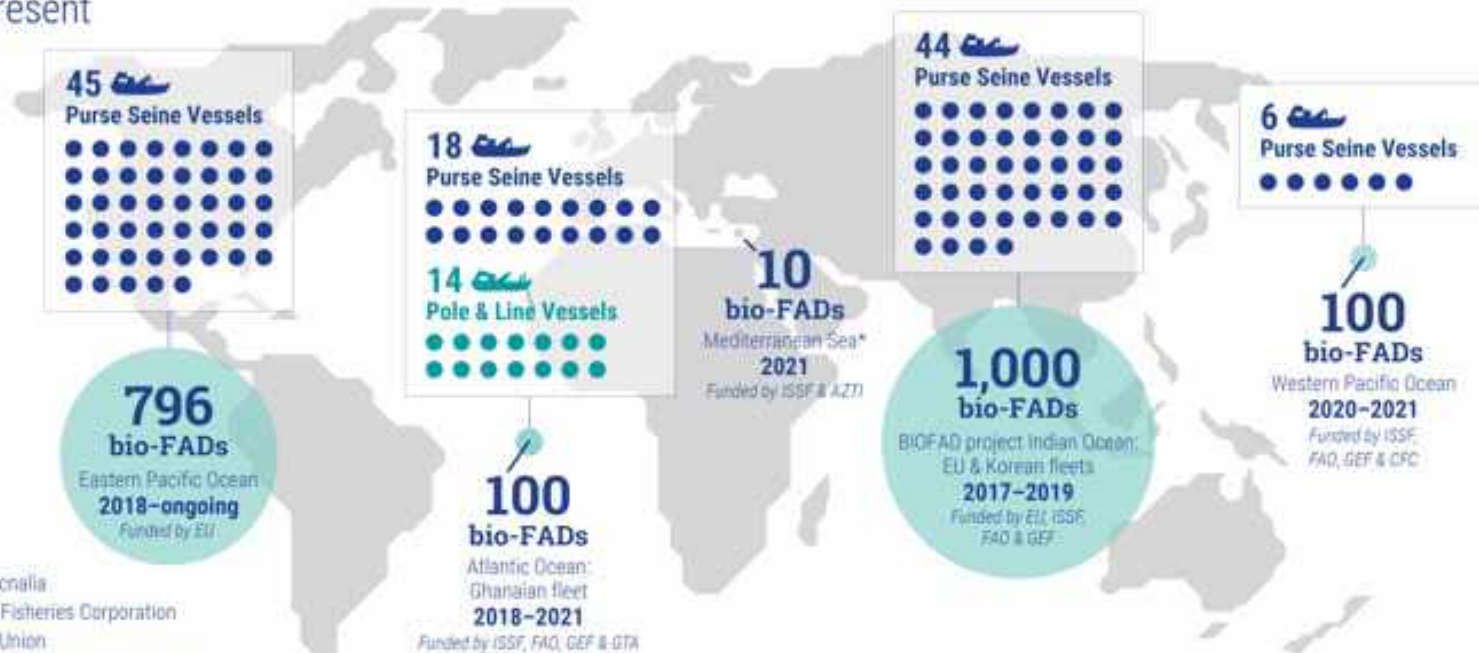 resent
45
Purse Seine Vessels
796
bio-FADs
Eastern Pacific Ocean
2018–ongoing
Funded by EU
18
Purse Seine Vessels
14
Pole & Line Vessels
100
bio-FADs
Atlantic Ocean:
Ghanaian fleet
2018–2021
Funded by ISSF, FAO, GEF & GTA
10
bio-FADs
Mediterranean Sea*
2021
Funded by ISSF & AZTI
44
Purse Seine Vessels
1,000
bio-FADs
BIOFAD project Indian Ocean:
EU & Korean fleets
2017–2019
Funded by EU, ISSF,
FAO & GEF
6
Purse Seine Vessels
100
bio-FADs
Western Pacific Ocean
2020–2021
Funded by ISSF,
FAO, GEF & CFC
cnalia
Fisheries Corporation
Union